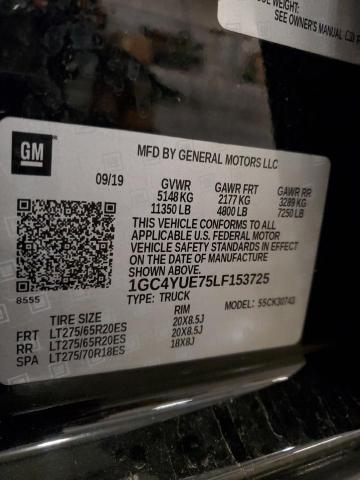 WEIGHT:
SEE OWNER'S MANUAL
GM
MFD BY GENERAL MOTORS LLC
09/19 GVWR GAWR FRT GAWR RR
5148 KG 2177 KG 3289 KG
11350 LB 4800 LB 7250 LB
THIS VEHICLE CONFORMS TO ALL
APPLICABLE U.S. FEDERAL MOTOR
VEHICLE SAFETY STANDARDS IN EFFECT
ON THE DATE OF MANUFACTURE
SHOWN ABOVE.
1GC4YUE75LF153725
8555
TYPE: TRUCK MODEL: 55CK30743
TIRE SIZE RIM
FRT LT275/65R20ES 20X8.5J
RR LT275/65R20ES 20X8.5J
SPA LT275/70R18ES 18X8J